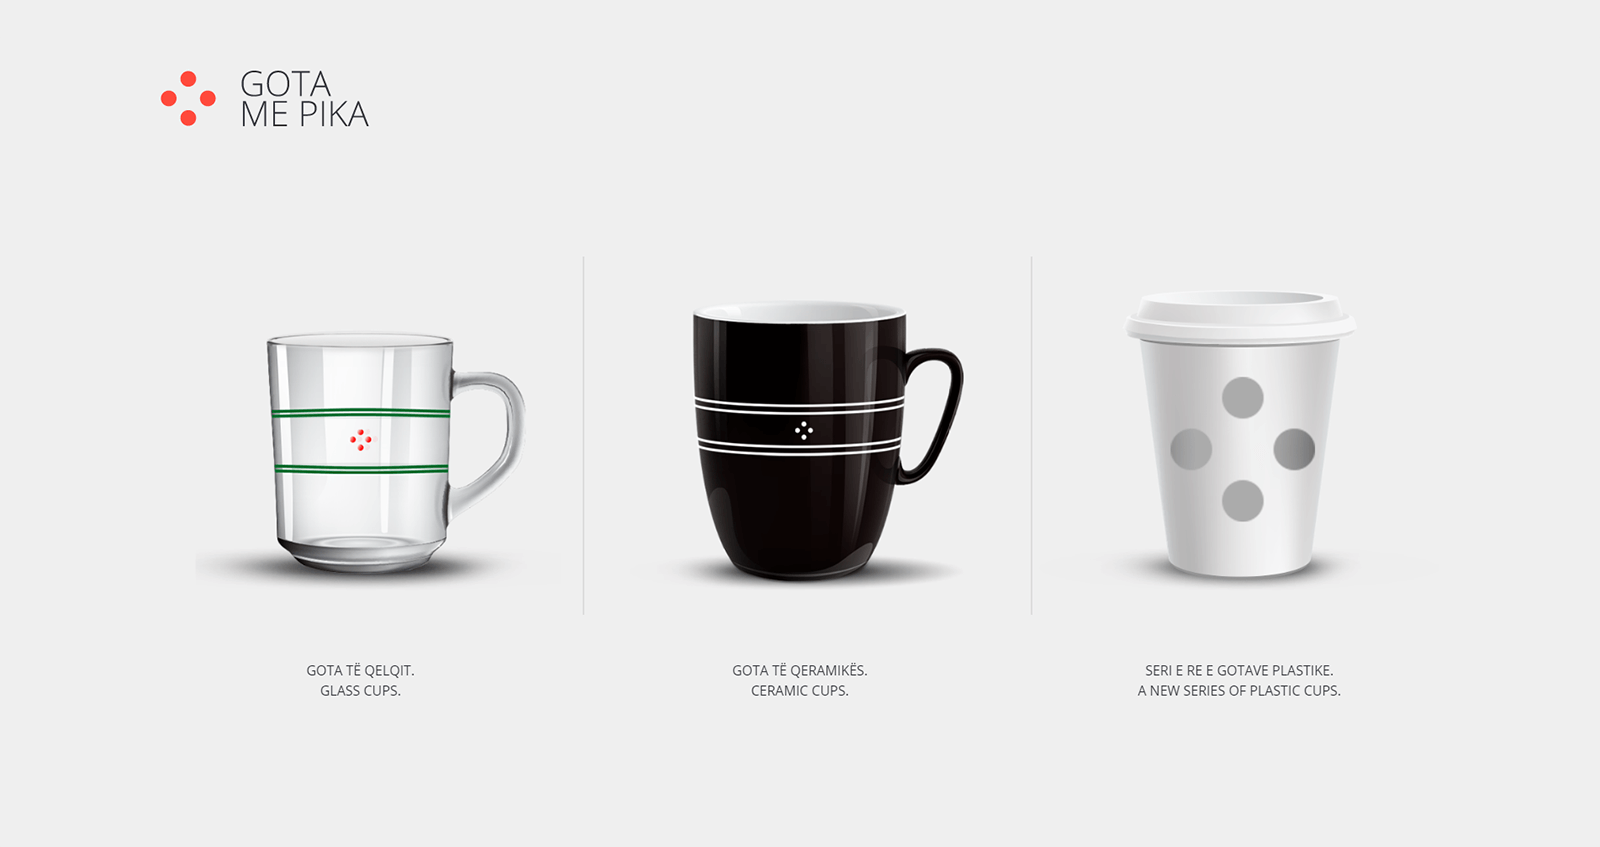 GOTA
ME PIKA
GOTA TË QELQIT.
GLASS CUPS.
GOTA TË QERAMIKËS.
CERAMIC CUPS.
SERI E RE E GOTAVE PLASTIKE.
A NEW SERIES OF PLASTIC CUPS.